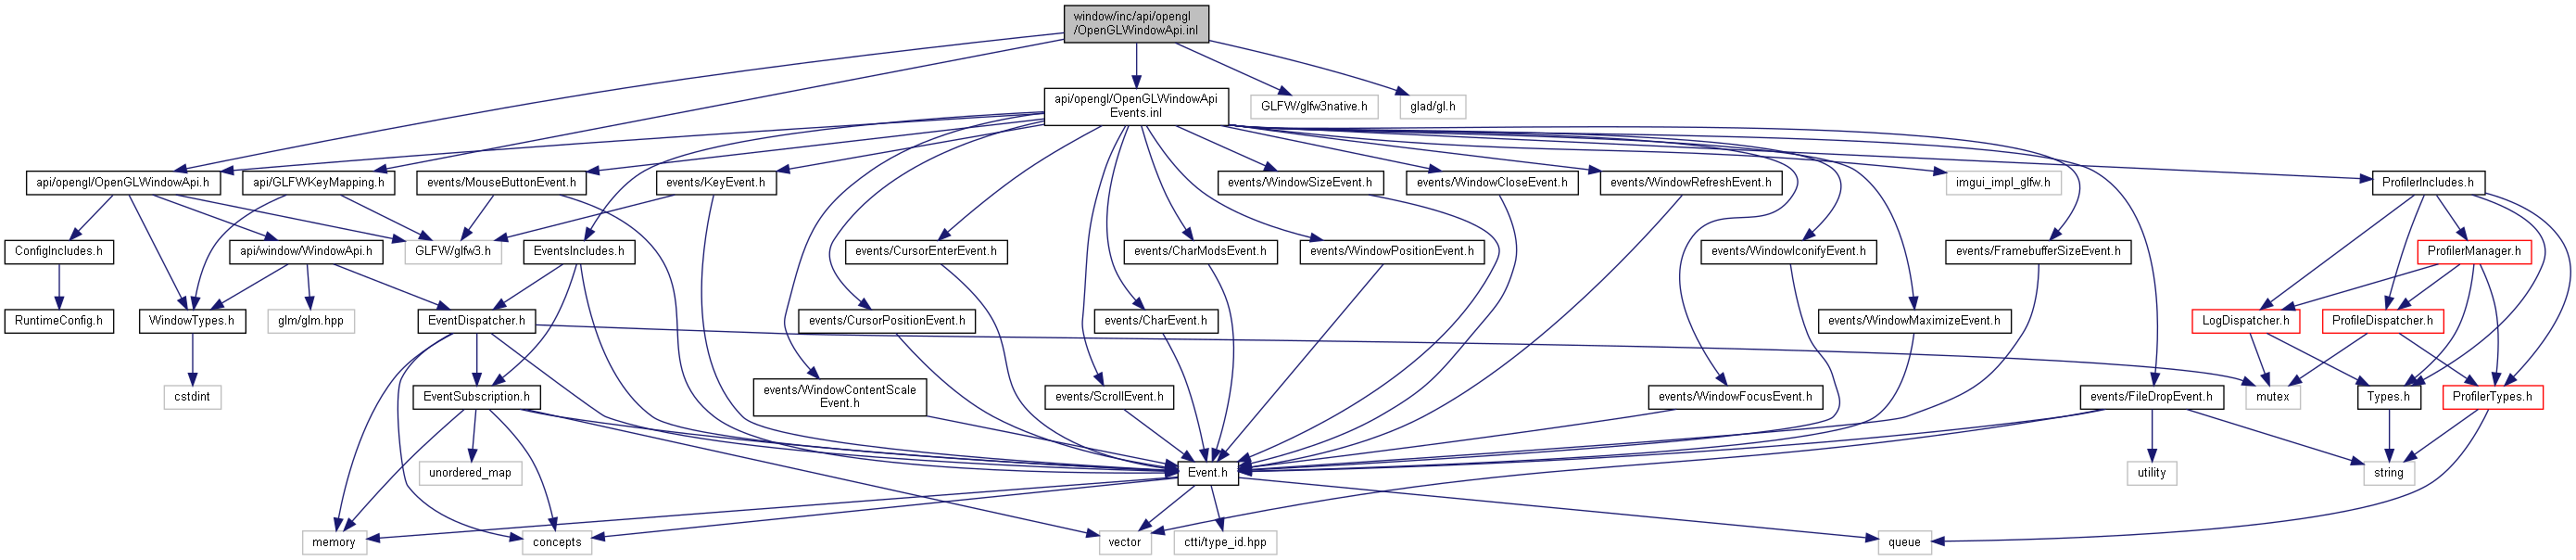 window/inc/api/opengl
/OpenGLWindowApi.inl
api/opengl/OpenGLWindowApi
Events.inl
GLFW/glfw3native.h
glad/gl.h
api/opengl/OpenGLWindowApi.h
api/GLFWKeyMapping.h
events/MouseButtonEvent.h
events/KeyEvent.h
events/WindowSizeEvent.h
events/WindowCloseEvent.h
events/WindowRefreshEvent.h
imgui_impl_glfw.h
ProfilerIncludes.h
ConfigIncludes.h
api/window/WindowApi.h
GLFW/glfw3.h
EventsIncludes.h
events/CursorEnterEvent.h
events/CharModsEvent.h
events/WindowPositionEvent.h
events/WindowIconifyEvent.h
events/FramebufferSizeEvent.h
ProfilerManager.h
RuntimeConfig.h
WindowTypes.h
glm/glm.hpp
EventDispatcher.h
events/CursorPositionEvent.h
events/CharEvent.h
events/WindowMaximizeEvent.h
LogDispatcher.h
ProfileDispatcher.h
cstdint
EventSubscription.h
events/WindowContentScale
Event.h
events/ScrollEvent.h
events/WindowFocusEvent.h
events/FileDropEvent.h
mutex
Types.h
ProfilerTypes.h
unordered_map
Event.h
utility
string
memory
concepts
vector
ctti/type_id.hpp
queue